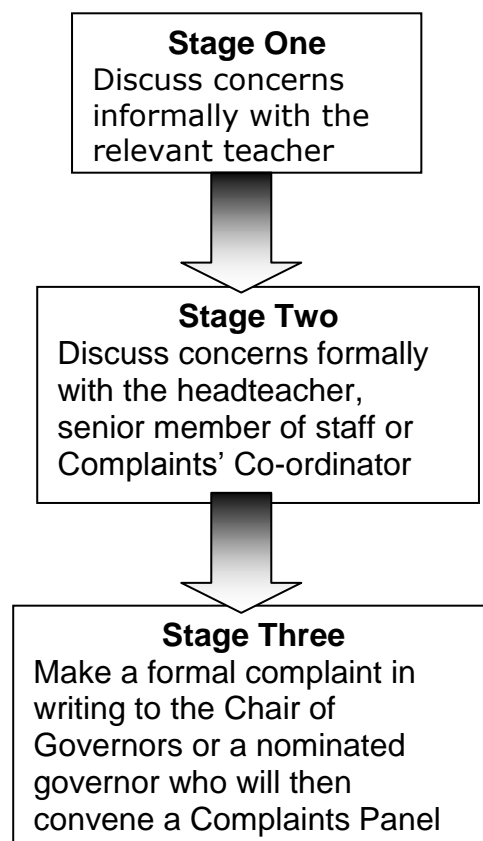 Stage One
Discuss concerns
informally with the
relevant teacher
Stage Two
Discuss concerns formally
with the headteacher,
senior member of staff or
Complaints’ Co-ordinator
Stage Three
Make a formal complaint in
writing to the Chair of
Governors or a nominated
governor who will then
convene a Complaints Panel